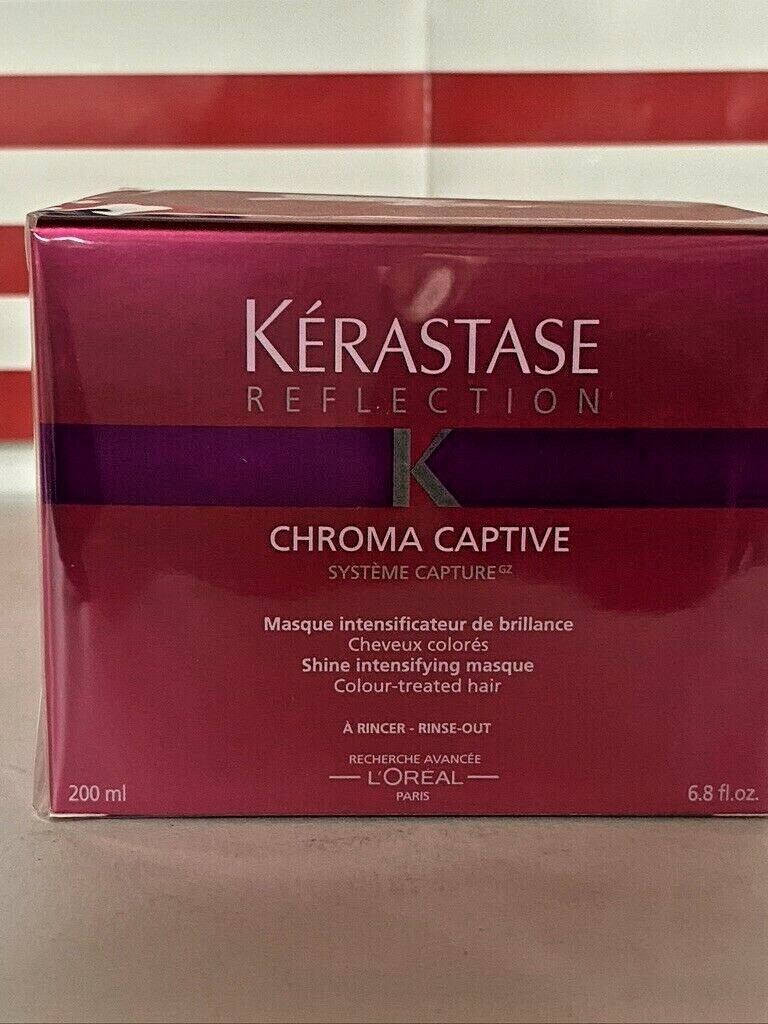 KÉRASTASE
REFLECTION
K
CHROMA CAPTIVE
SYSTÈME CAPTURE GZ
Masque intensificateur de brillance
Cheveux colorés
Shine intensifying masque
Colour-treated hair
À RINCER - RINSE-OUT
RECHERCHE AVANCÉE
L'ORÉAL
PARIS
200 ml
6.8 fl.oz.